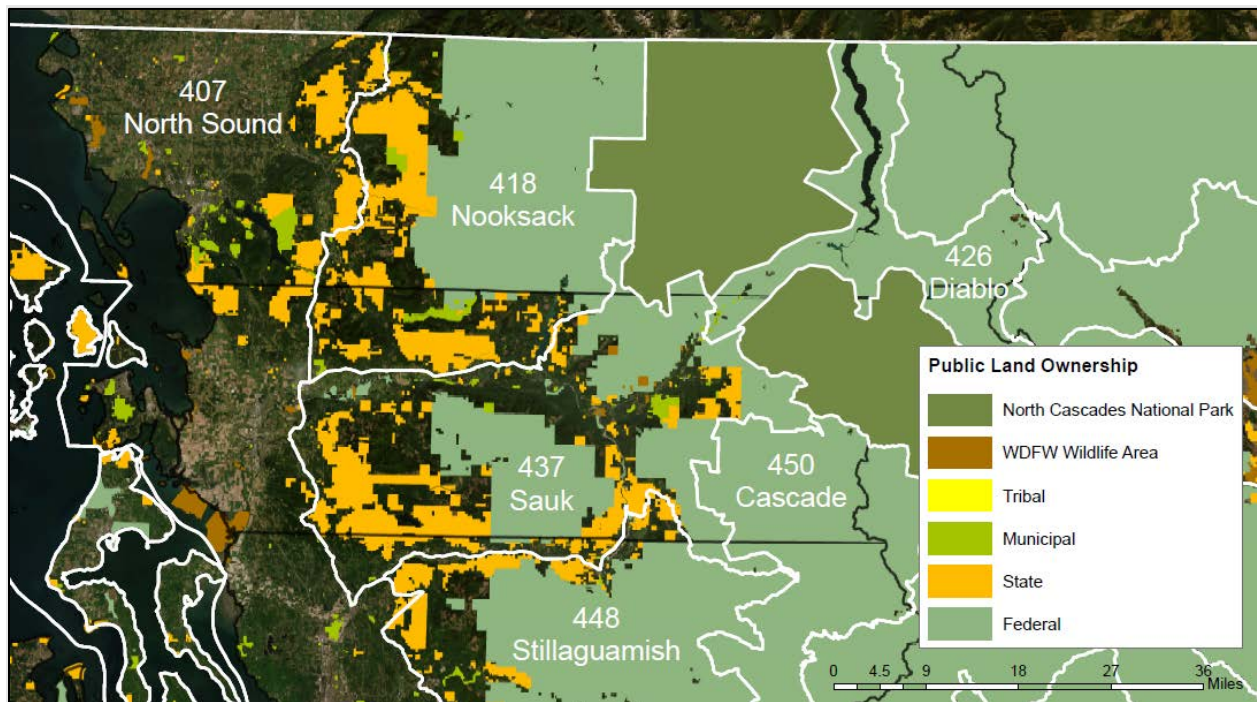 407
North Sound
418
Nooksack
426
Diablo
437
Sauk
450
Cascade
448
Stillaguamish
Public Land Ownership
North Cascades National Park
WDFW Wildlife Area
Tribal
Municipal
State
Federal
0 4.5 9 18 27 36
Miles